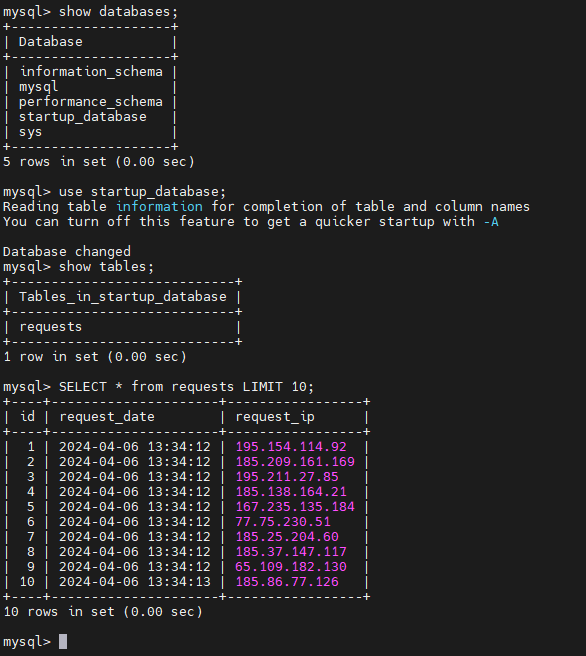 mysql> show databases;
+--------------------+
| Database           |
+--------------------+
| information_schema |
| mysql              |
| performance_schema |
| startup_database   |
| sys                |
+--------------------+
5 rows in set (0.00 sec)

mysql> use startup_database;
Reading table information for completion of table and column names
You can turn off this feature to get a quicker startup with -A

Database changed
mysql> show tables;
+----------------------------+
| Tables_in_startup_database |
+----------------------------+
| requests                   |
+----------------------------+
1 row in set (0.00 sec)

mysql> SELECT * from requests LIMIT 10;
+----+---------------------+-----------------+
| id | request_date        | request_ip      |
+----+---------------------+-----------------+
|  1 | 2024-04-06 13:34:12 | 195.154.114.92  |
|  2 | 2024-04-06 13:34:12 | 185.209.161.169 |
|  3 | 2024-04-06 13:34:12 | 195.211.27.85   |
|  4 | 2024-04-06 13:34:12 | 185.138.164.21  |
|  5 | 2024-04-06 13:34:12 | 167.235.135.184 |
|  6 | 2024-04-06 13:34:12 | 77.75.230.51    |
|  7 | 2024-04-06 13:34:12 | 185.25.204.60   |
|  8 | 2024-04-06 13:34:12 | 185.37.147.117  |
|  9 | 2024-04-06 13:34:12 | 65.109.182.130  |
| 10 | 2024-04-06 13:34:13 | 185.86.77.126   |
+----+---------------------+-----------------+
10 rows in set (0.00 sec)

mysql>